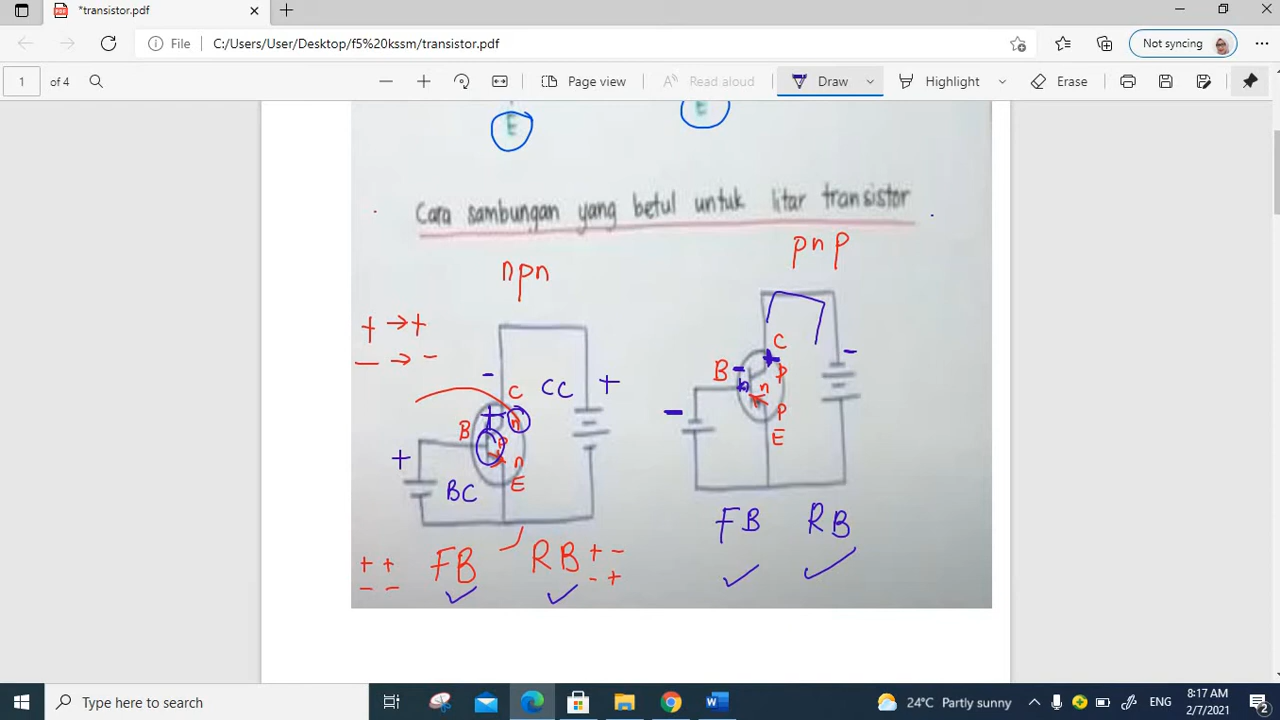 *transistor.pdf
File C:/Users/User/Desktop/f5%20kssm/transistor.pdf Not syncing
1 of 4 Page view Read aloud Draw Highlight Erase
E E
Cara sambungan yang betul untuk litar transistor
npn pnp
+ → +
− → −
− C CC +
B n
p
+ n
BC E
C −
B − + P
n
− P
E
+ + FB RB + −
− − − +
FB RB
Type here to search 24°C Partly sunny ENG 8:17 AM
2/7/2021
2